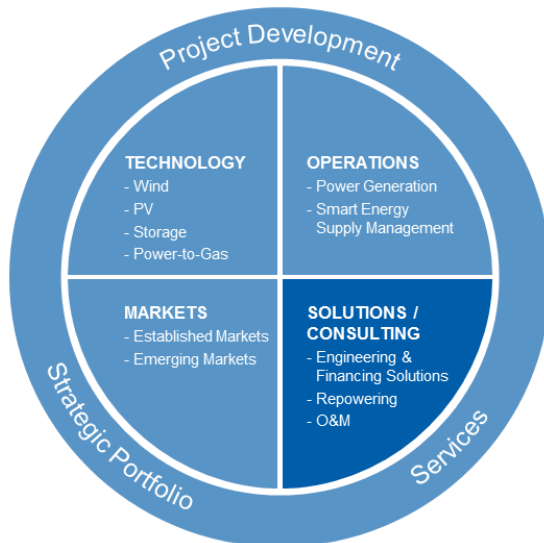 Project Development
TECHNOLOGY
- Wind
- PV
- Storage
- Power-to-Gas
OPERATIONS
- Power Generation
- Smart Energy
Supply Management
MARKETS
- Established Markets
- Emerging Markets
SOLUTIONS /
CONSULTING
- Engineering &
Financing Solutions
- Repowering
- O&M
Strategic Portfolio
Services